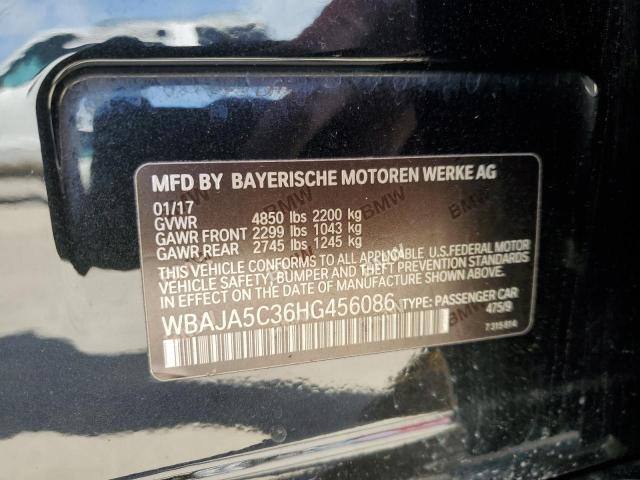 MFD BY BAYERISCHE MOTOREN WERKE AG
01/17
GVWR 4850 lbs 2200 kg
GAWR FRONT 2299 lbs 1043 kg
GAWR REAR 2745 lbs 1245 kg
THIS VEHICLE CONFORMS TO ALL APPLICABLE U.S.FEDERAL MOTOR
VEHICLE SAFETY, BUMPER AND THEFT PREVENTION STANDARDS
IN EFFECT ON THE DATE OF MANUFACTURE SHOWN ABOVE.
WBAJA5C36HG456086 TYPE: PASSENGER CAR
475/9
7 315 814